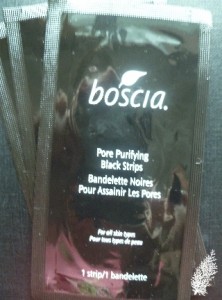 boscia.
Pore Purifying
Black Strips
Bandelette Noires
Pour Assainir Les Pores
For all skin types
Pour tous types de peau
1 strip/1 bandelette